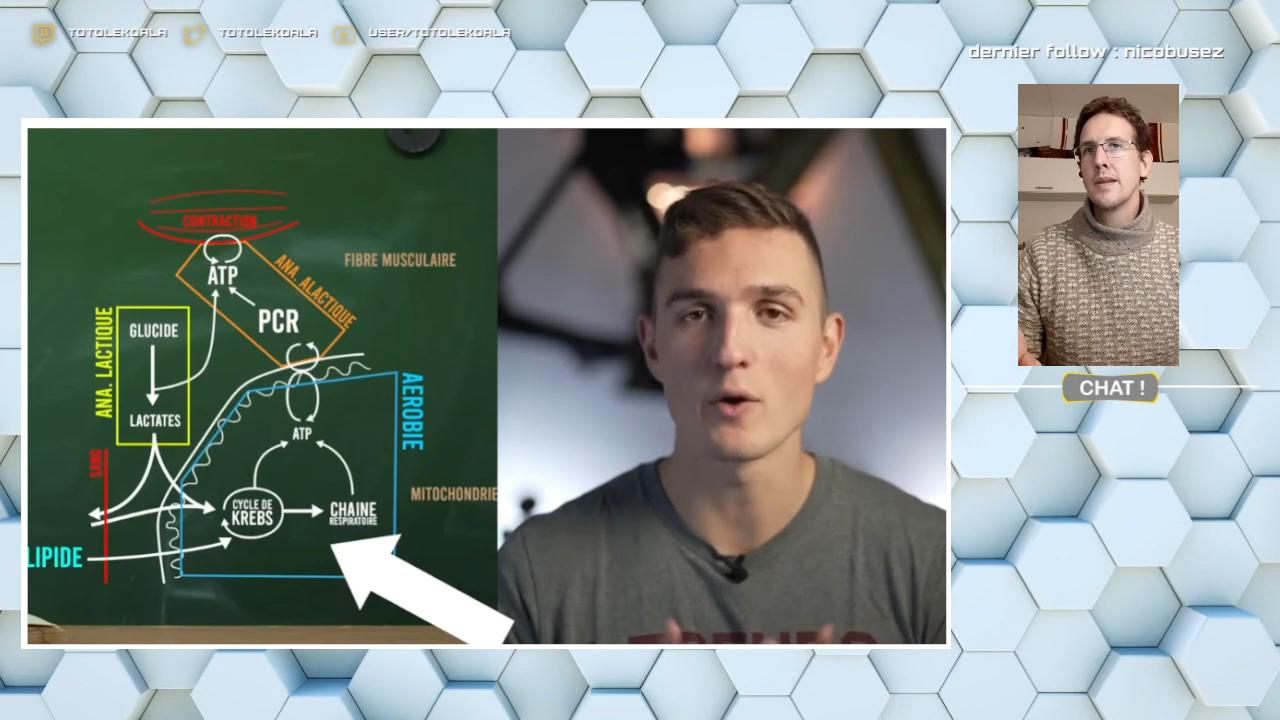 TOTOLEKOALA TOTOLEKOALA USER/TOTOLEKOALA
dernier follow : nicobusez
CONTRACTION
ATP
FIBRE MUSCULAIRE
ANA. ALACTIQUE
PCR
ANA. LACTIQUE
GLUCIDE
LACTATES
AEROBIE
CHAT !
SANG
ATP
MITOCHONDRIE
CYCLE DE
KREBS
CHAINE
RESPIRATOIRE
LIPIDE